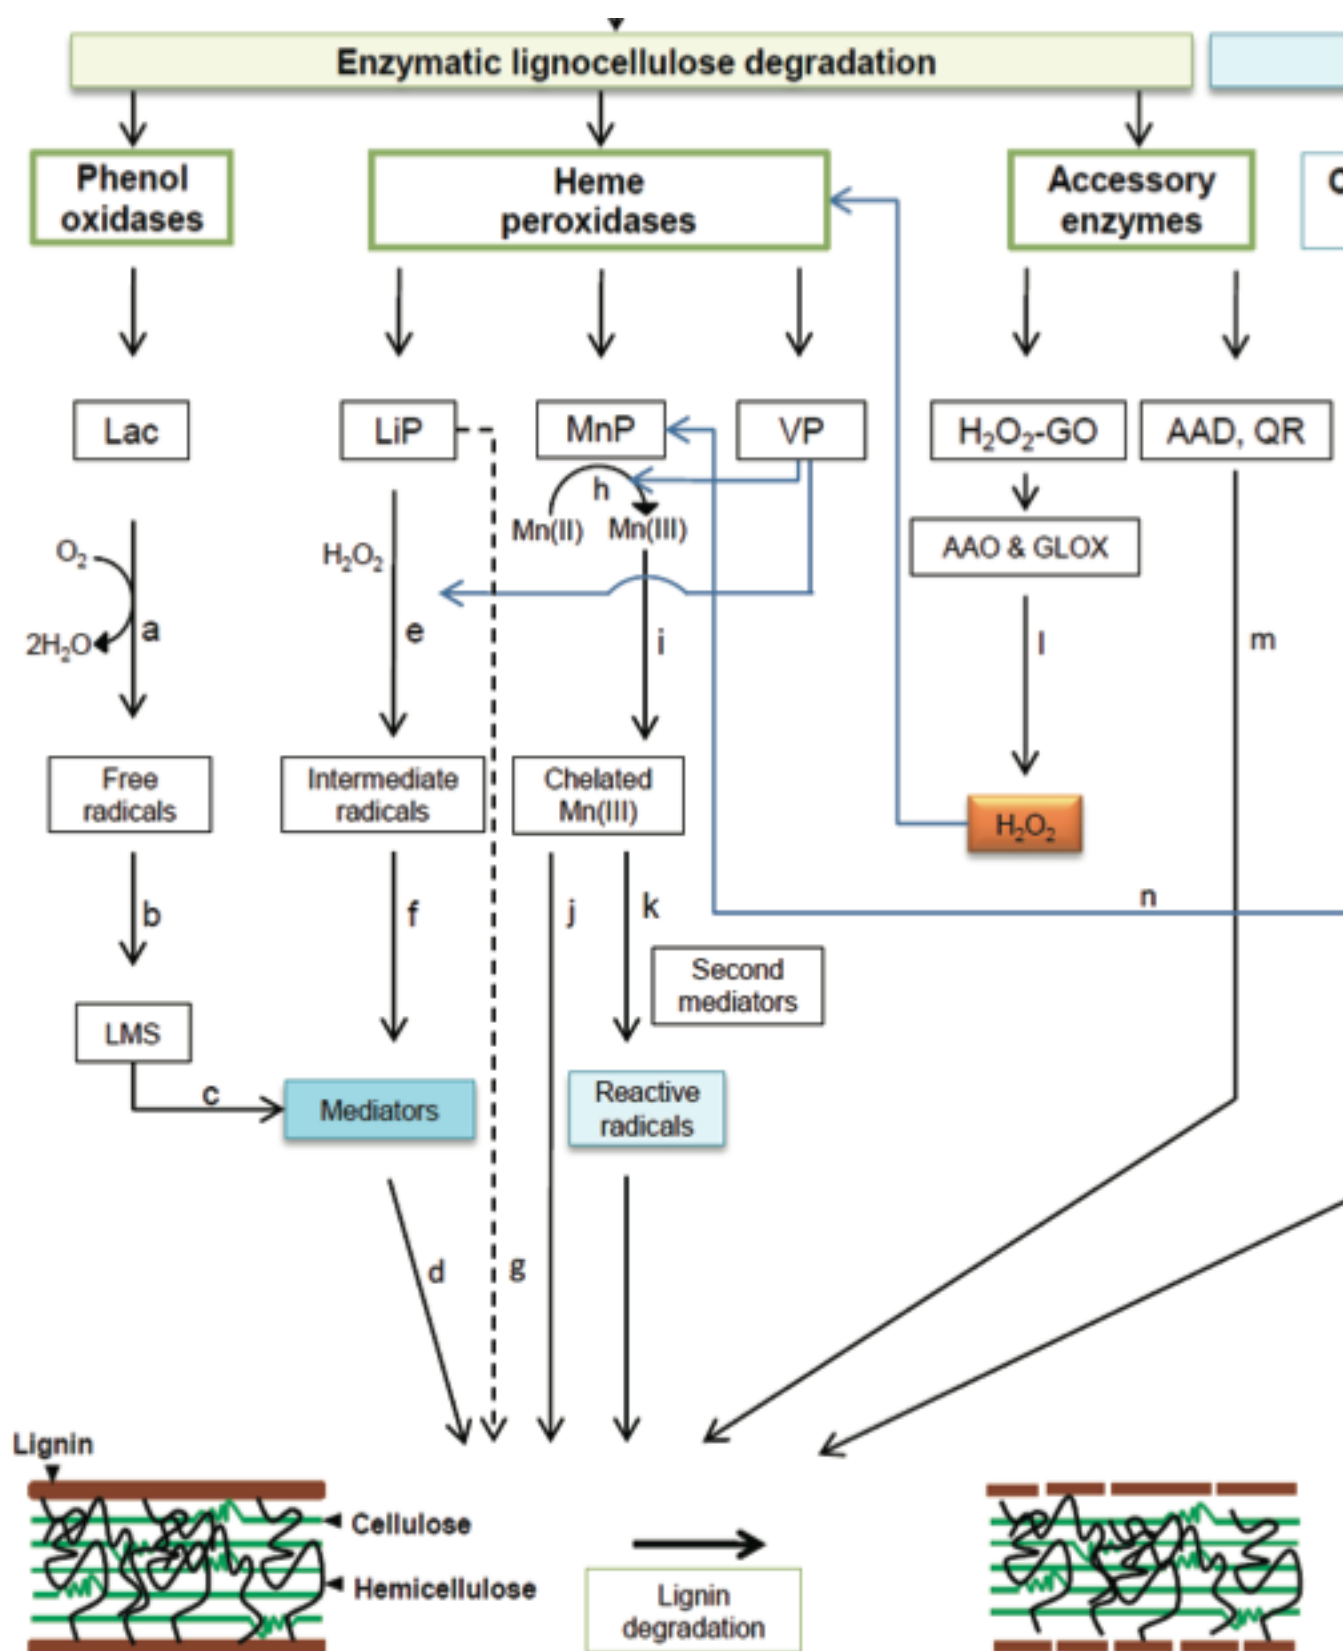 Enzymatic lignocellulose degradation
Phenol
oxidases
Heme
peroxidases
Accessory
enzymes
C
Lac
LiP
MnP
VP
H₂O₂-GO
AAD, QR
h
Mn(II)
Mn(III)
AAO & GLOX
O₂
2H₂O
a
H₂O₂
e
i
l
m
Free
radicals
Intermediate
radicals
Chelated
Mn(III)
H₂O₂
b
f
j
k
n
Second
mediators
LMS
c
Mediators
Reactive
radicals
d
g
Lignin
Cellulose
Hemicellulose
Lignin
degradation